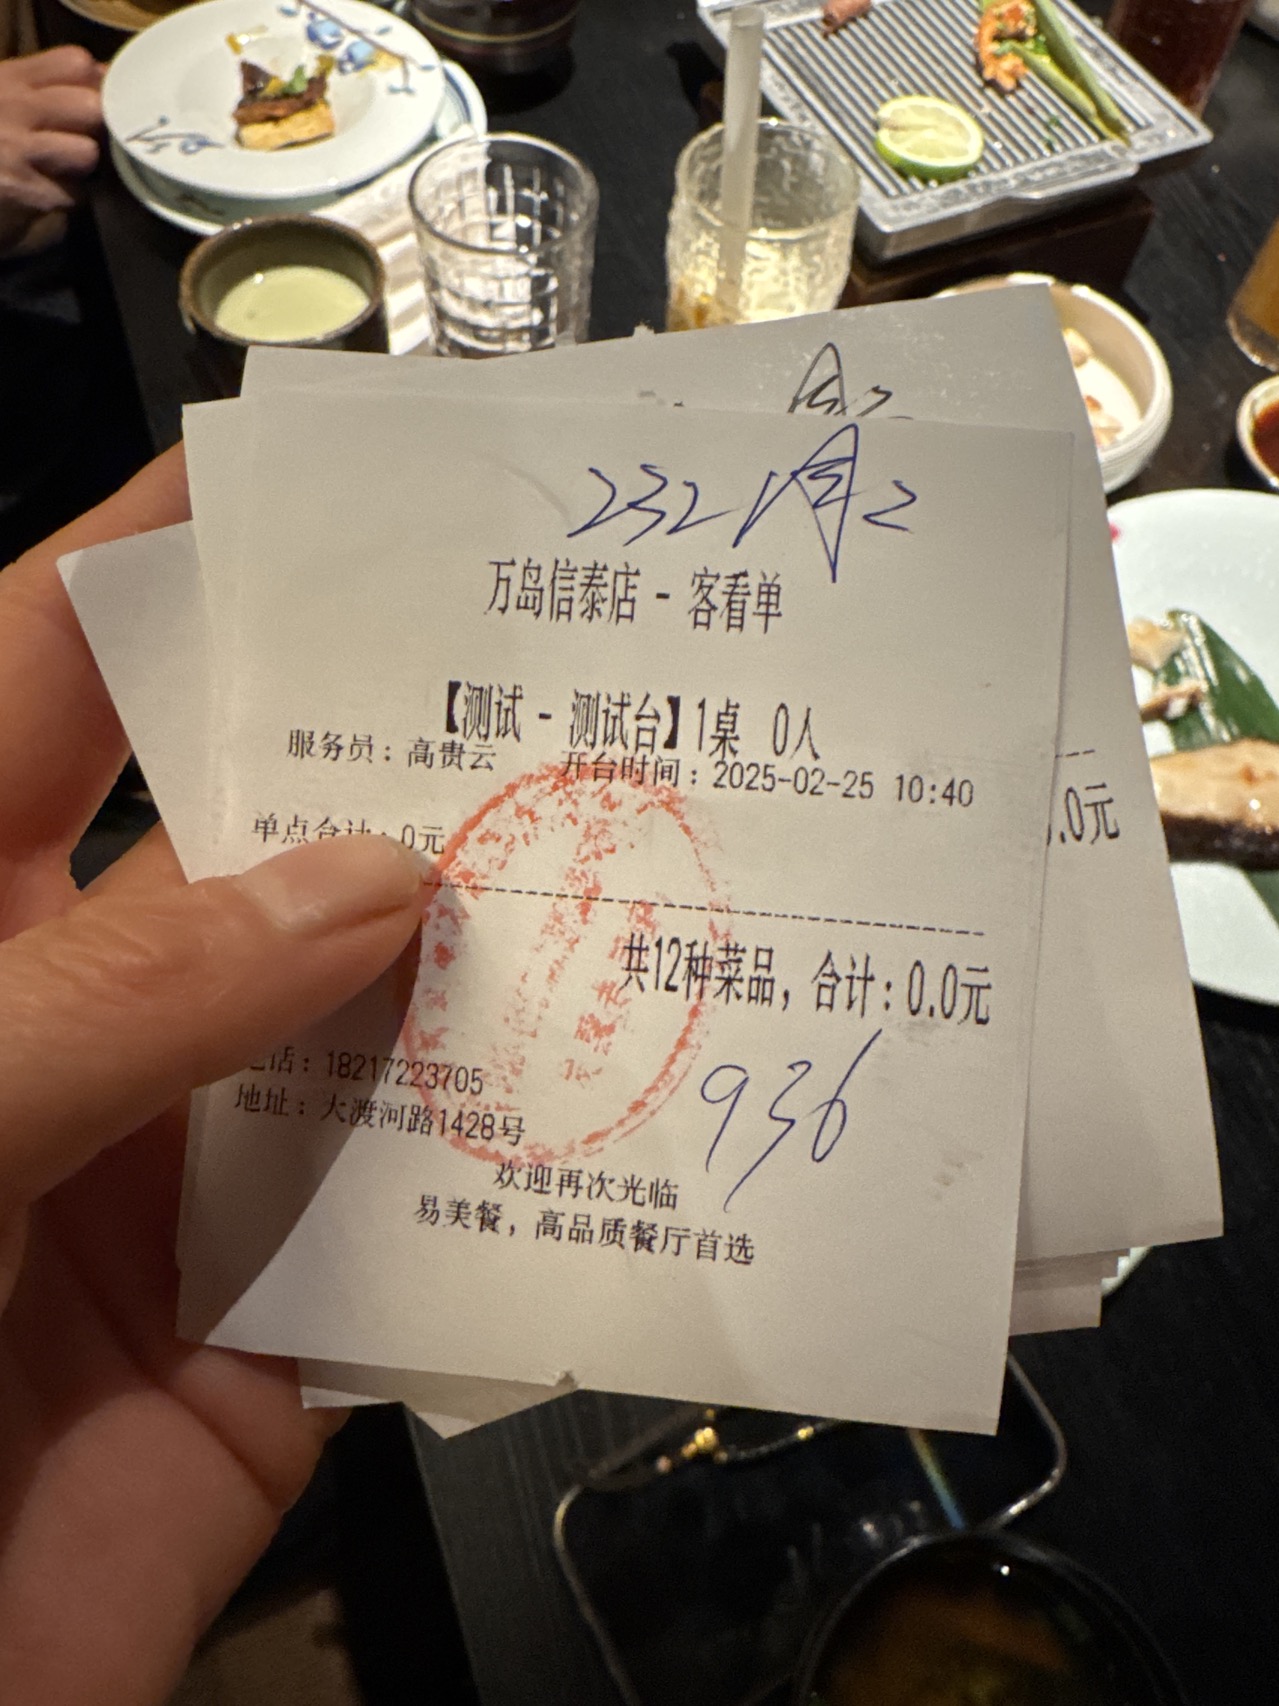 232
2
万岛信泰店 - 客看单
【测试 - 测试台】1桌 0人
服务员：高贵云 开台时间：2025-02-25 10:40
单点合计：0元
.0元
共12种菜品，合计：0.0元
936
电话：18217223705
地址：大渡河路1428号
欢迎再次光临
易美餐，高品质餐厅首选